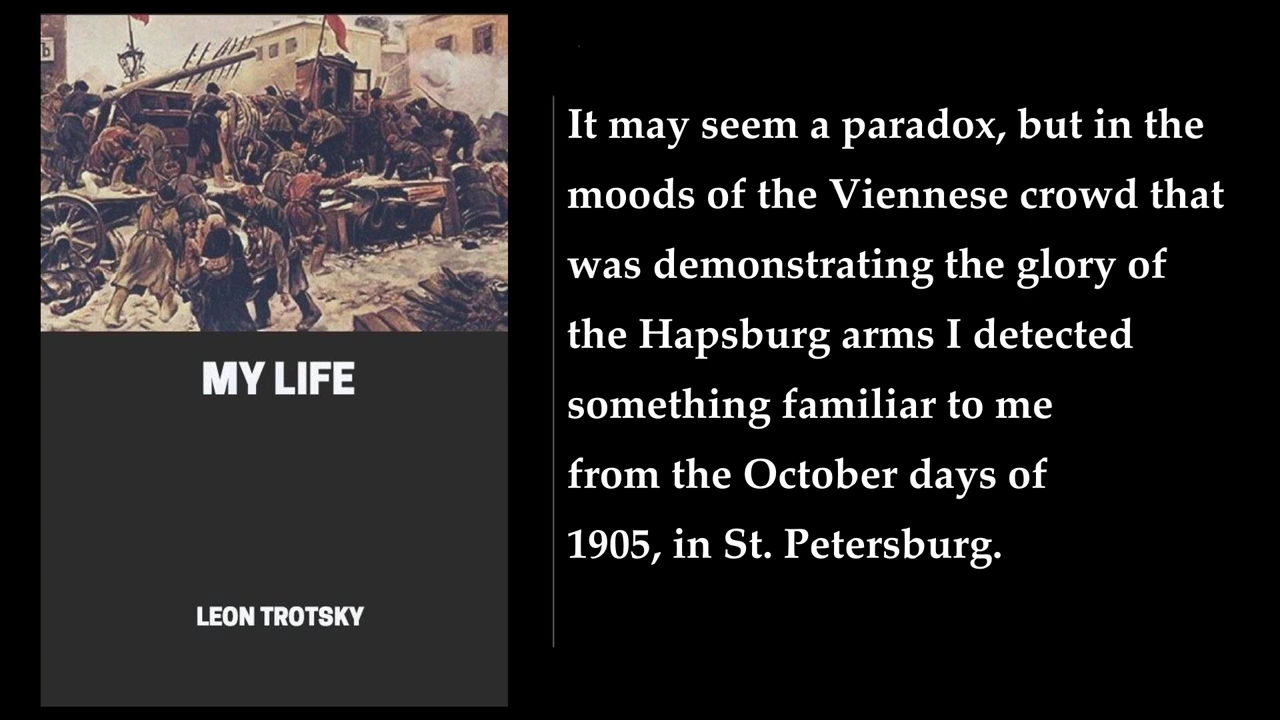 MY LIFE
LEON TROTSKY
It may seem a paradox, but in the
moods of the Viennese crowd that
was demonstrating the glory of
the Hapsburg arms I detected
something familiar to me
from the October days of
1905, in St. Petersburg.